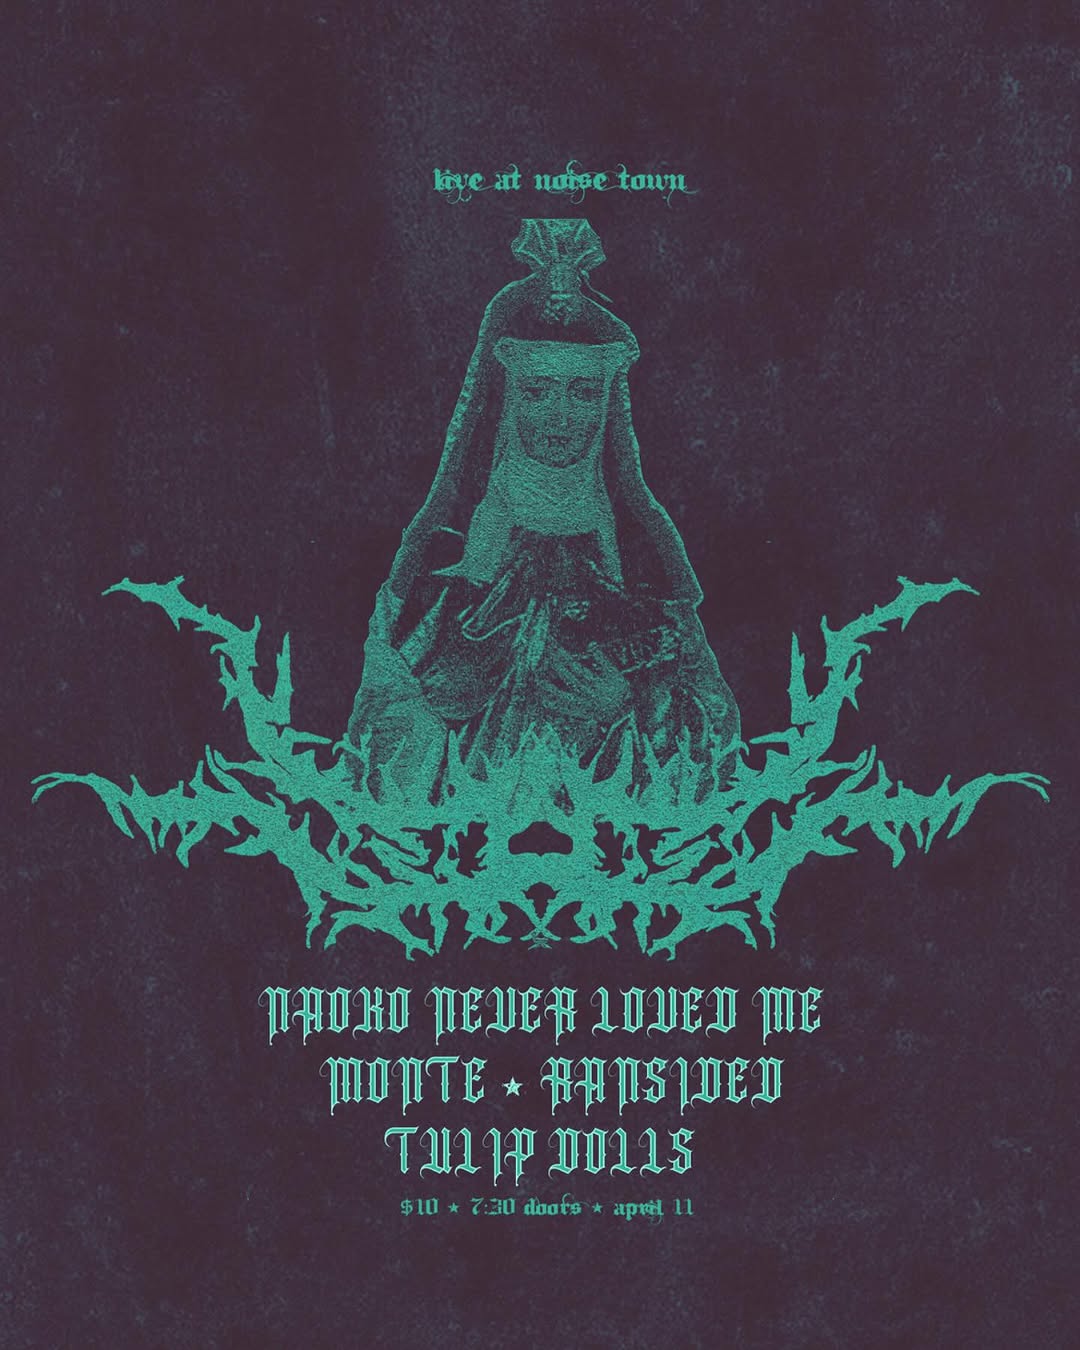 live at noise town
NAOKO NEVER LOVED ME
MONTE ★ RANSIDED
TULIP DOLLS
$10 ★ 7:30 doors ★ april 11